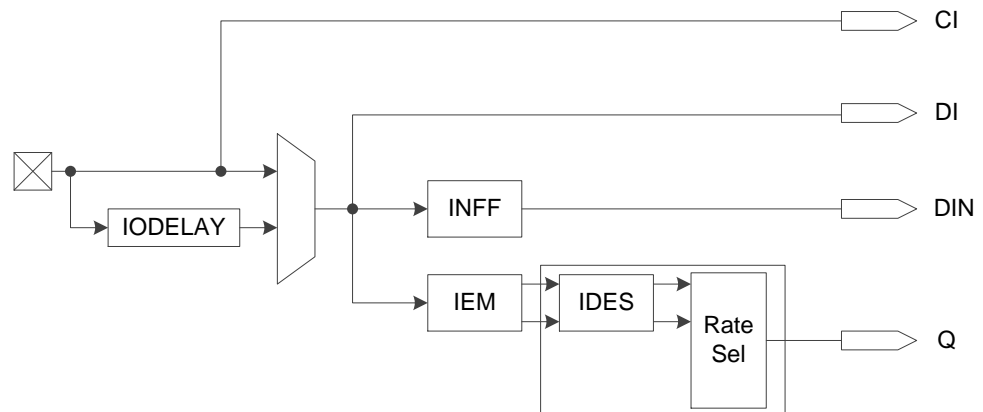 CI
DI
IODELAY
INFF
DIN
IEM
IDES
Rate
Sel
Q